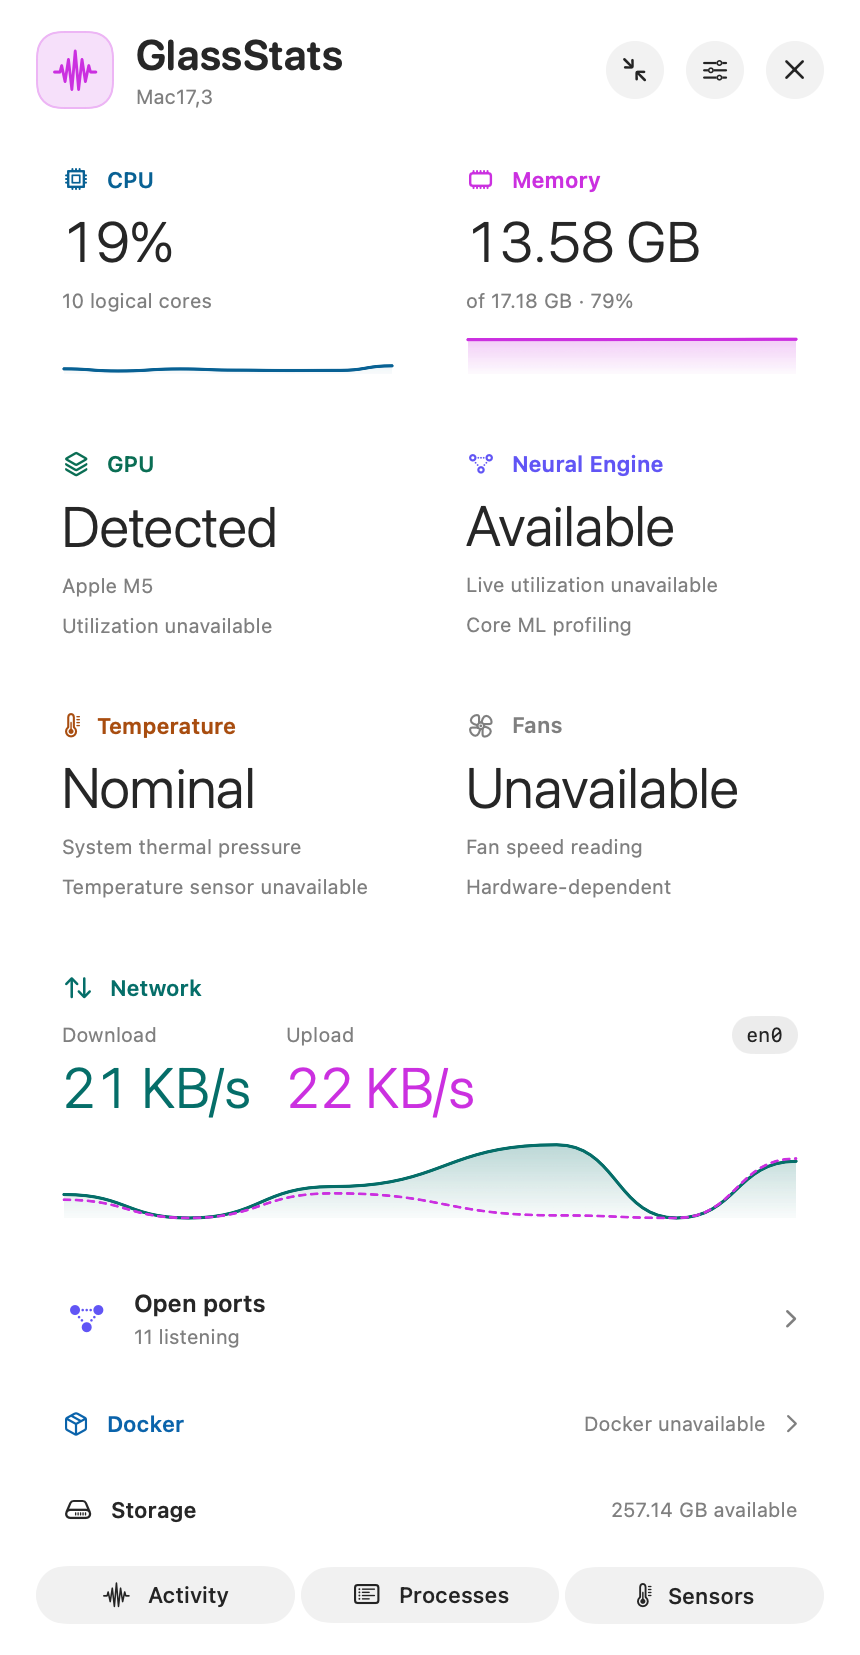 GlassStats
Mac17,3
CPU
19%
10 logical cores
Memory
13.58 GB
of 17.18 GB · 79%
GPU
Detected
Apple M5
Utilization unavailable
Neural Engine
Available
Live utilization unavailable
Core ML profiling
Temperature
Nominal
System thermal pressure
Temperature sensor unavailable
Fans
Unavailable
Fan speed reading
Hardware-dependent
Network
Download
21 KB/s
Upload
22 KB/s
en0
Open ports
11 listening
Docker
Docker unavailable
Storage
257.14 GB available
Activity
Processes
Sensors